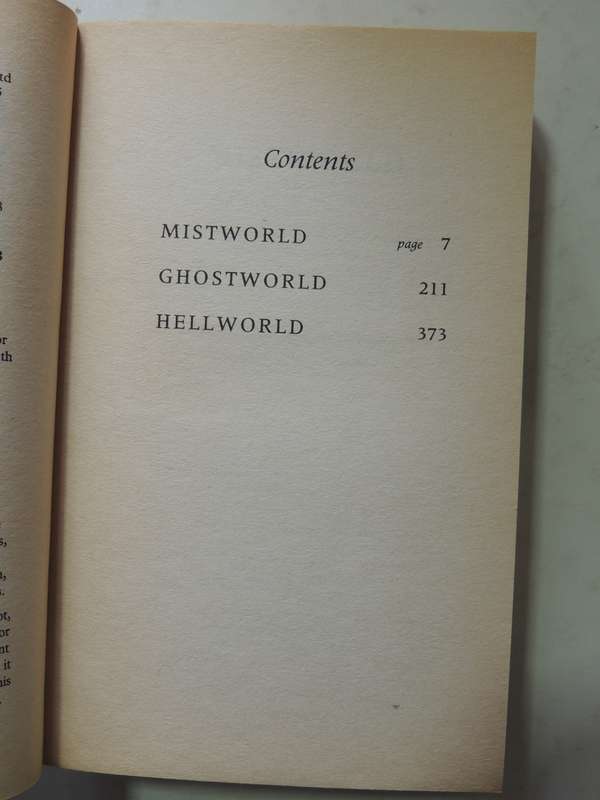 Contents
MISTWORLD page 7
GHOSTWORLD 211
HELLWORLD 373